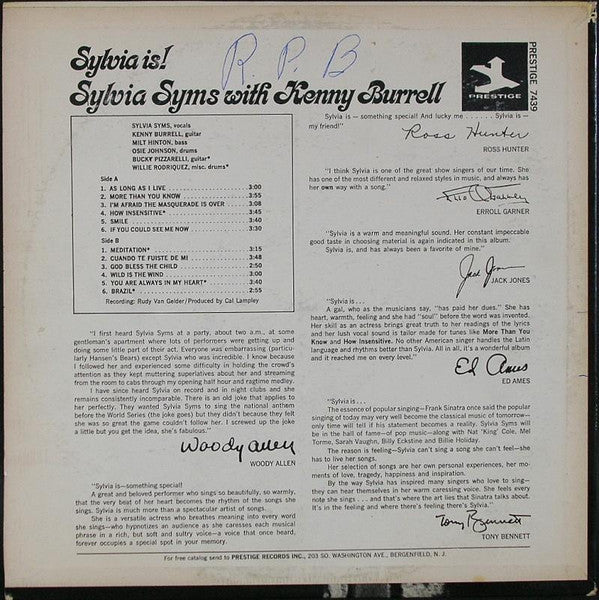 R. P. B
Sylvia is!
Sylvia Syms with Kenny Burrell
PRESTIGE
PRESTIGE 7439
SYLVIA SYMS, vocals
KENNY BURRELL, guitar
MILT HINTON, bass
OSIE JOHNSON, drums
BUCKY PIZZARELLI, guitar*
WILLIE RODRIQUEZ, misc. drums*
Side A
1. AS LONG AS I LIVE . . . . . . . . . . 3:00
2. MORE THAN YOU KNOW . . . . . . . . . . 3:55
3. I'M AFRAID THE MASQUERADE IS OVER . . . . 3:08
4. HOW INSENSITIVE* . . . . . . . . . . 3:45
5. SMILE . . . . . . . . . . 3:40
6. IF YOU COULD SEE ME NOW . . . . . . . . . . 3:30
Side B
1. MEDITATION* . . . . . . . . . . 3:15
2. CUANDO TE FUISTE DE MI . . . . . . . . . . 3:48
3. GOD BLESS THE CHILD . . . . . . . . . . 2:50
4. WILD IS THE WIND . . . . . . . . . . 3:00
5. YOU ARE ALWAYS IN MY HEART* . . . . . . . . 3:40
6. BRAZIL* . . . . . . . . . . 2:55
Recording: Rudy Van Gelder/Produced by Cal Lampley
"I first heard Sylvia Syms at a party, about two a.m., at some
gentleman's apartment where lots of performers were getting up and
doing some little part of their act. Everyone was embarrassing (particu-
larly Hansen's Bears) except Sylvia who was incredible. I know because
I followed her and experienced some difficulty in holding the crowd's
attention as they kept muttering superlatives about her and streaming
from the room to cabs through my opening half hour and ragtime medley.
I have since heard Sylvia on record and in night clubs and she
remains consistently incomparable. There is an old joke that applies to
her perfectly. They wanted Sylvia Syms to sing the national anthem
before the World Series (the joke goes) but they didn't because they felt
she was so great the game couldn't follow her. I screwed up the joke
a little but you get the idea, she's fabulous."
Woody Allen
WOODY ALLEN
"Sylvia is—something special!
A great and beloved performer who sings so beautifully, so warmly,
that the very beat of her heart becomes the rhythm of the songs she
sings. Sylvia is much more than a spectacular artist of songs.
She is a versatile actress who breathes meaning into every word
she sings—who hypnotizes an audience as she caresses each musical
phrase in a rich, but soft and sultry voice—a voice that once heard,
forever occupies a special spot in your memory.
Sylvia is — something special! And lucky me . . . . . . Sylvia is —
my friend!"
Ross Hunter
ROSS HUNTER
"I think Sylvia is one of the great show singers of our time. She
has one of the most different and relaxed styles in music, and always has
her own way with a song."
Erroll Garner
ERROLL GARNER
"Sylvia is a warm and meaningful sound. Her constant impeccable
good taste in choosing material is again indicated in this album.
Sylvia is, and has always been a favorite of mine."
Jack Jones
JACK JONES
"Sylvia is . . .
A gal, who as the musicians say, "has paid her dues". She has
heart, warmth, feeling and she had "soul" before the word was invented.
Her skill as an actress brings great truth to her readings of the lyrics
and her lush vocal sound is tailor made for tunes like More Than You
Know and How Insensitive. No other American singer handles the Latin
language and rhythms better than Sylvia. All in all, it's a wonderful album
and it reached me on every level."
Ed Ames
ED AMES
"Sylvia is . . .
The essence of popular singing—Frank Sinatra once said the popular
singing of today may very well become the classical music of tomorrow—
only time will tell if his statement becomes a reality. Sylvia Syms will
be in the hall of fame—of pop music—along with Nat "King" Cole, Mel
Torme, Sarah Vaughn, Billy Eckstine and Billie Holiday.
The reason is feeling—Sylvia can't sing a song she can't feel—she
has to live her songs.
Her selection of songs are her own personal experiences, her mo-
ments of love, tragedy, happiness and inspiration.
By the way Sylvia has inspired many singers who love to sing—
they can hear themselves in her warm caressing voice. She feels every
note she sings . . . and that's where the art lies that Sinatra talks about.
It's in the feeling and where there's feeling there's Sylvia."
Tony Bennett
TONY BENNETT
For free catalog send to PRESTIGE RECORDS INC., 203 SO. WASHINGTON AVE., BERGENFIELD, N. J.